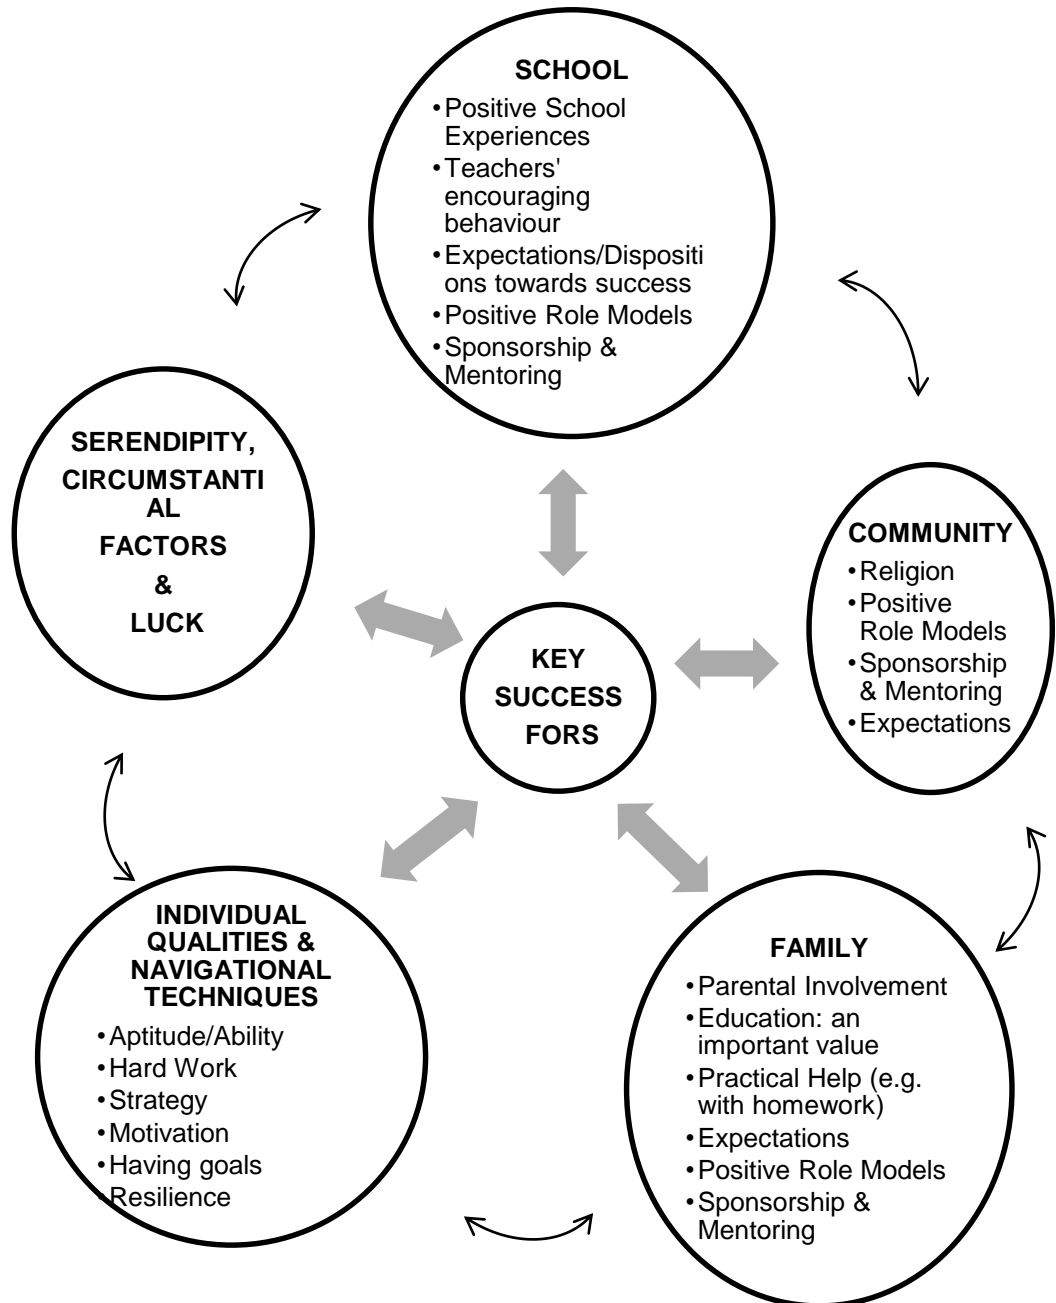 SCHOOL
•Positive School
Experiences
•Teachers'
encouraging
behaviour
•Expectations/Dispositi
ons towards success
•Positive Role Models
•Sponsorship &
Mentoring
SERENDIPITY,
CIRCUMSTANTI
AL
FACTORS
&
LUCK
COMMUNITY
•Religion
•Positive
Role Models
•Sponsorship
& Mentoring
•Expectations
KEY
SUCCESS
FORS
INDIVIDUAL
QUALITIES &
NAVIGATIONAL
TECHNIQUES
•Aptitude/Ability
•Hard Work
•Strategy
•Motivation
•Having goals
•Resilience
FAMILY
•Parental Involvement
•Education: an
important value
•Practical Help (e.g.
with homework)
•Expectations
•Positive Role Models
•Sponsorship &
Mentoring